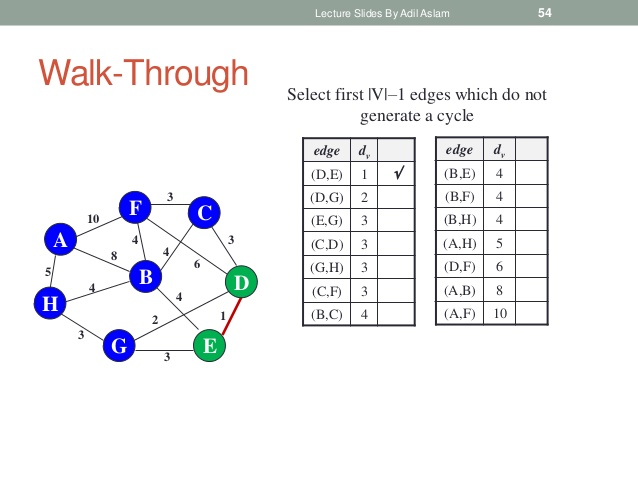 Lecture Slides By Adil Aslam 54
Walk-Through
Select first |V|–1 edges which do not
generate a cycle
edge dv
(D,E) 1 √
(D,G) 2
(E,G) 3
(C,D) 3
(G,H) 3
(C,F) 3
(B,C) 4
edge dv
(B,E) 4
(B,F) 4
(B,H) 4
(A,H) 5
(D,F) 6
(A,B) 8
(A,F) 10
3
F C
10
A 4 3
8 4
6
5 B D
4
H 4
2 1
3
G E
3